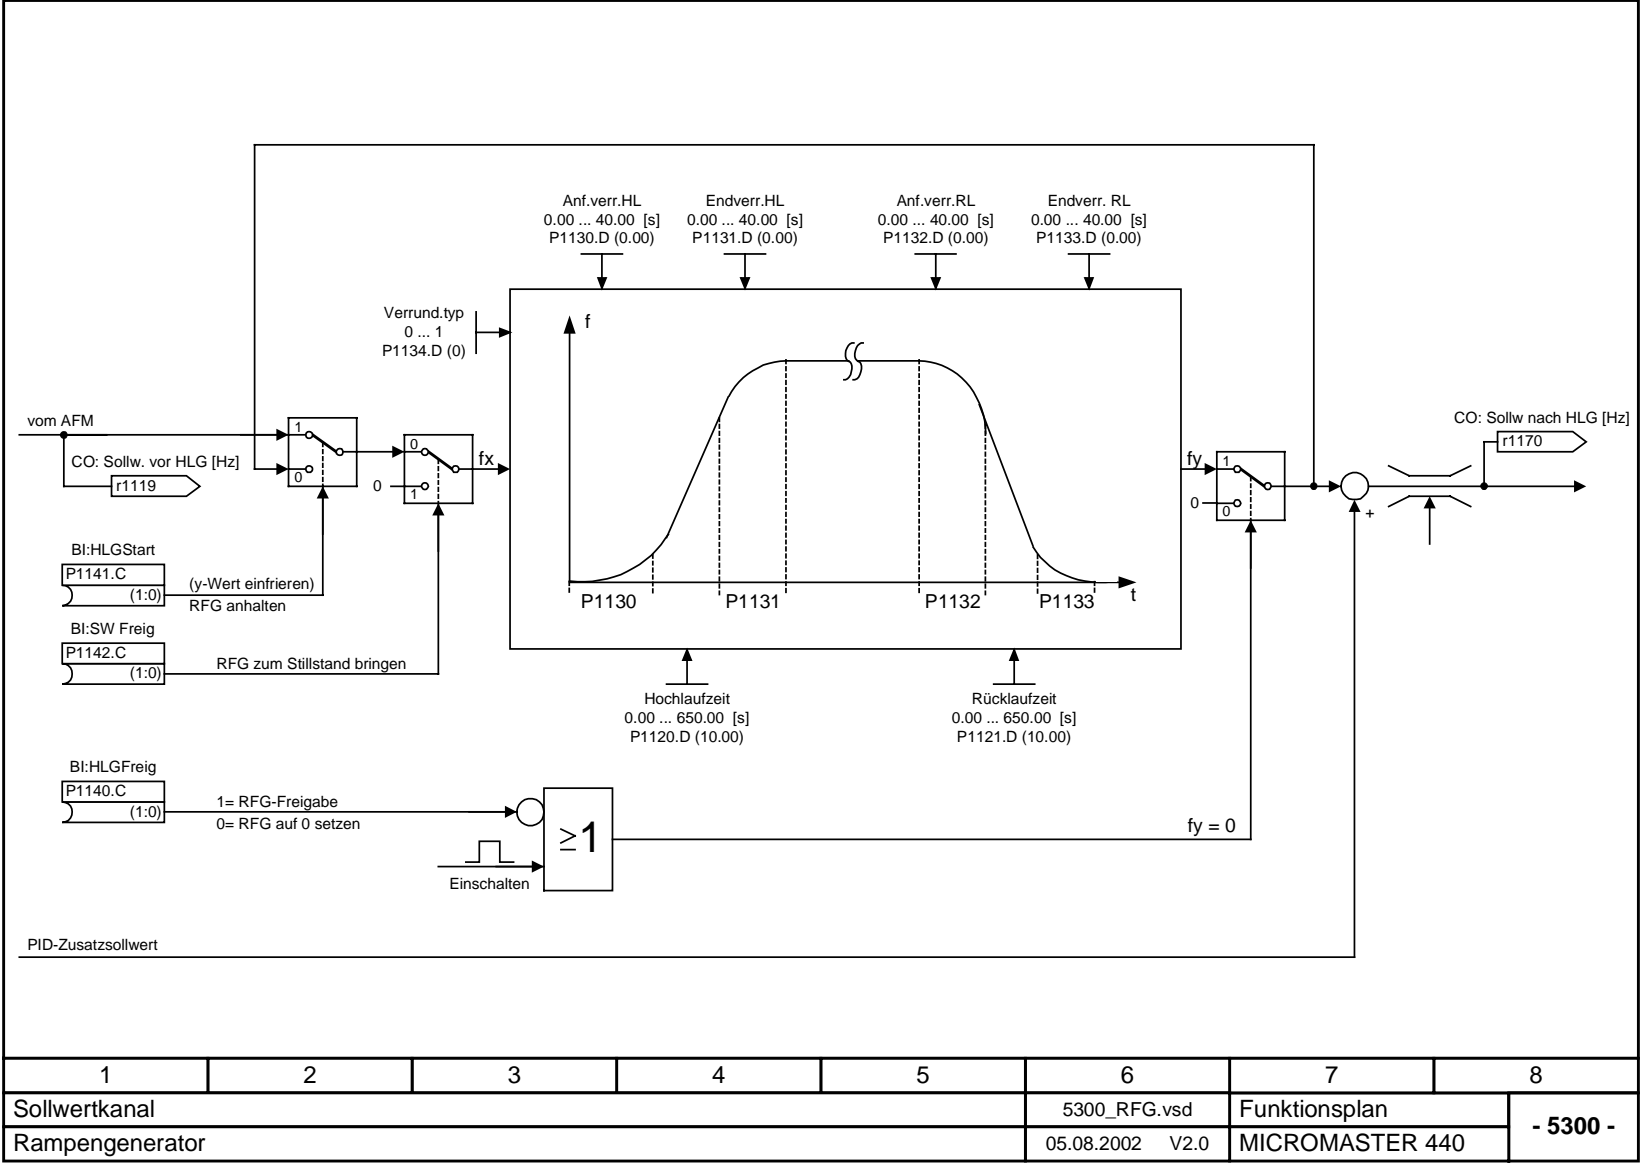 Anf.verr.HL
0.00 ... 40.00 [s]
P1130.D (0.00)
Endverr.HL
0.00 ... 40.00 [s]
P1131.D (0.00)
Anf.verr.RL
0.00 ... 40.00 [s]
P1132.D (0.00)
Endverr. RL
0.00 ... 40.00 [s]
P1133.D (0.00)
Verrund.typ
0 ... 1
P1134.D (0)
f
vom AFM
CO: Sollw. vor HLG [Hz]
r1119
1
0
0
0
1
fx
fy
1
0
0
CO: Sollw nach HLG [Hz]
r1170
+
t
P1130
P1131
P1132
P1133
BI:HLGStart
P1141.C
(1:0)
(y-Wert einfrieren)
RFG anhalten
BI:SW Freig
P1142.C
(1:0)
RFG zum Stillstand bringen
Hochlaufzeit
0.00 ... 650.00 [s]
P1120.D (10.00)
Rücklaufzeit
0.00 ... 650.00 [s]
P1121.D (10.00)
BI:HLGFreig
P1140.C
(1:0)
1= RFG-Freigabe
0= RFG auf 0 setzen
≥1
fy = 0
Einschalten
PID-Zusatzsollwert
1 2 3 4 5 6 7 8
Sollwertkanal 5300_RFG.vsd Funktionsplan
- 5300 -
Rampengenerator 05.08.2002 V2.0 MICROMASTER 440